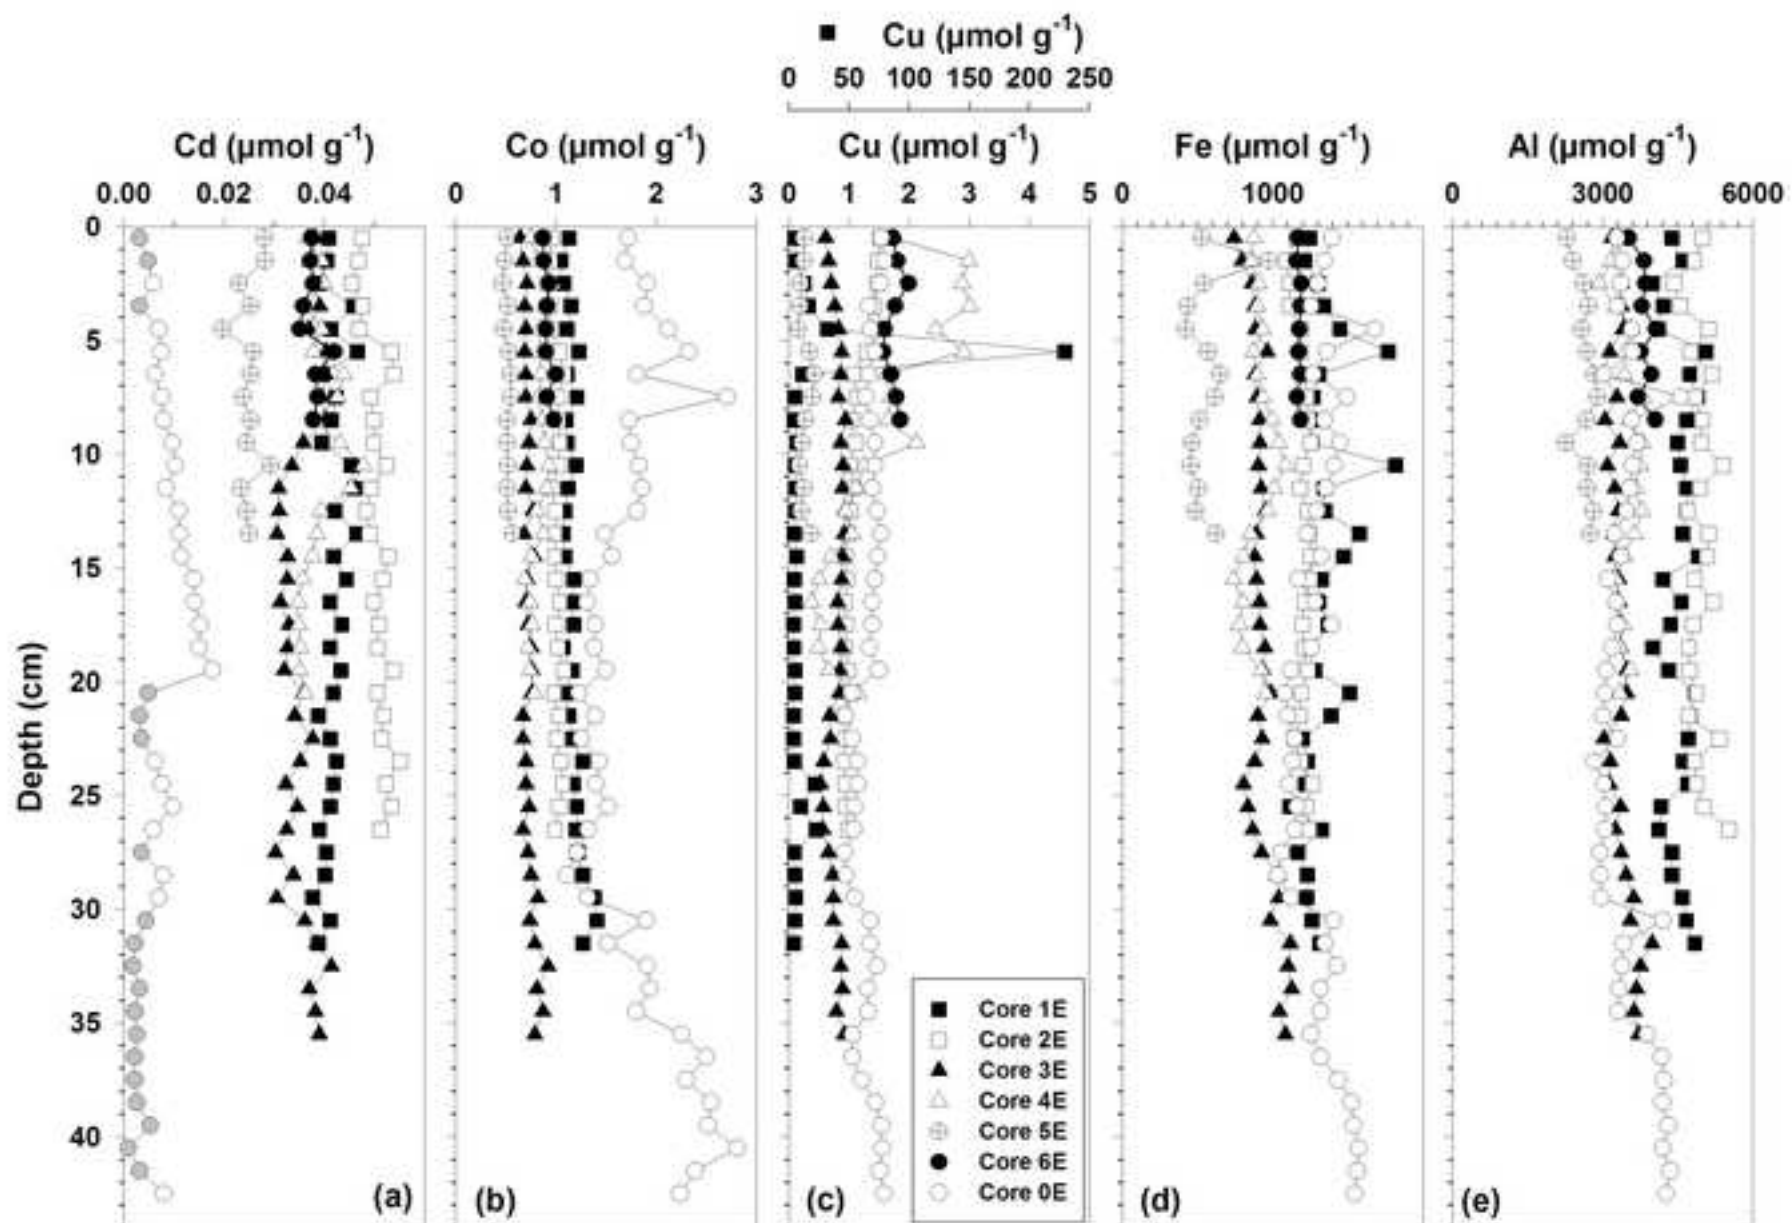 Cu (µmol g⁻¹)
0 50 100 150 200 250
Cd (µmol g⁻¹) Co (µmol g⁻¹) Cu (µmol g⁻¹) Fe (µmol g⁻¹) Al (µmol g⁻¹)
0.00 0.02 0.04 0 1 2 3 0 1 2 3 4 5 0 10000 0 3000 6000
0
5
10
15
20
25
30
35
40
Depth (cm)
Core 1E
Core 2E
Core 3E
Core 4E
Core 5E
Core 6E
Core 0E
(a) (b) (c) (d) (e)